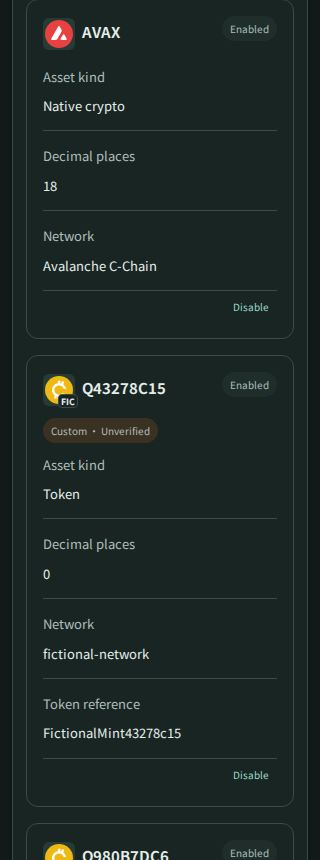 AVAX
Enabled
Asset kind
Native crypto
Decimal places
18
Network
Avalanche C-Chain
Disable
FIC
Q43278C15
Enabled
Custom • Unverified
Asset kind
Token
Decimal places
0
Network
fictional-network
Token reference
FictionalMint43278c15
Disable
Q980B7DC6
Enabled